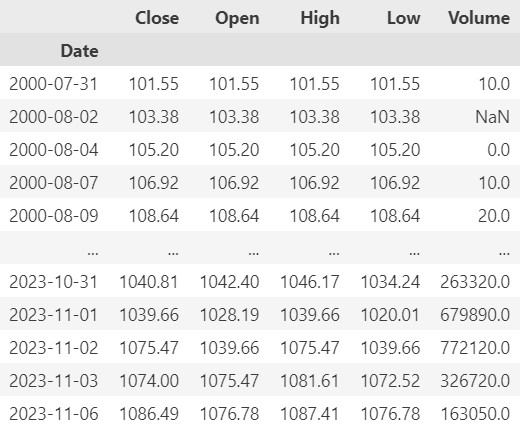 Close Open High Low Volume
Date
2000-07-31 101.55 101.55 101.55 101.55 10.0
2000-08-02 103.38 103.38 103.38 103.38 NaN
2000-08-04 105.20 105.20 105.20 105.20 0.0
2000-08-07 106.92 106.92 106.92 106.92 10.0
2000-08-09 108.64 108.64 108.64 108.64 20.0
... ... ... ... ... ...
2023-10-31 1040.81 1042.40 1046.17 1034.24 263320.0
2023-11-01 1039.66 1028.19 1039.66 1020.01 679890.0
2023-11-02 1075.47 1039.66 1075.47 1039.66 772120.0
2023-11-03 1074.00 1075.47 1081.61 1072.52 326720.0
2023-11-06 1086.49 1076.78 1087.41 1076.78 163050.0